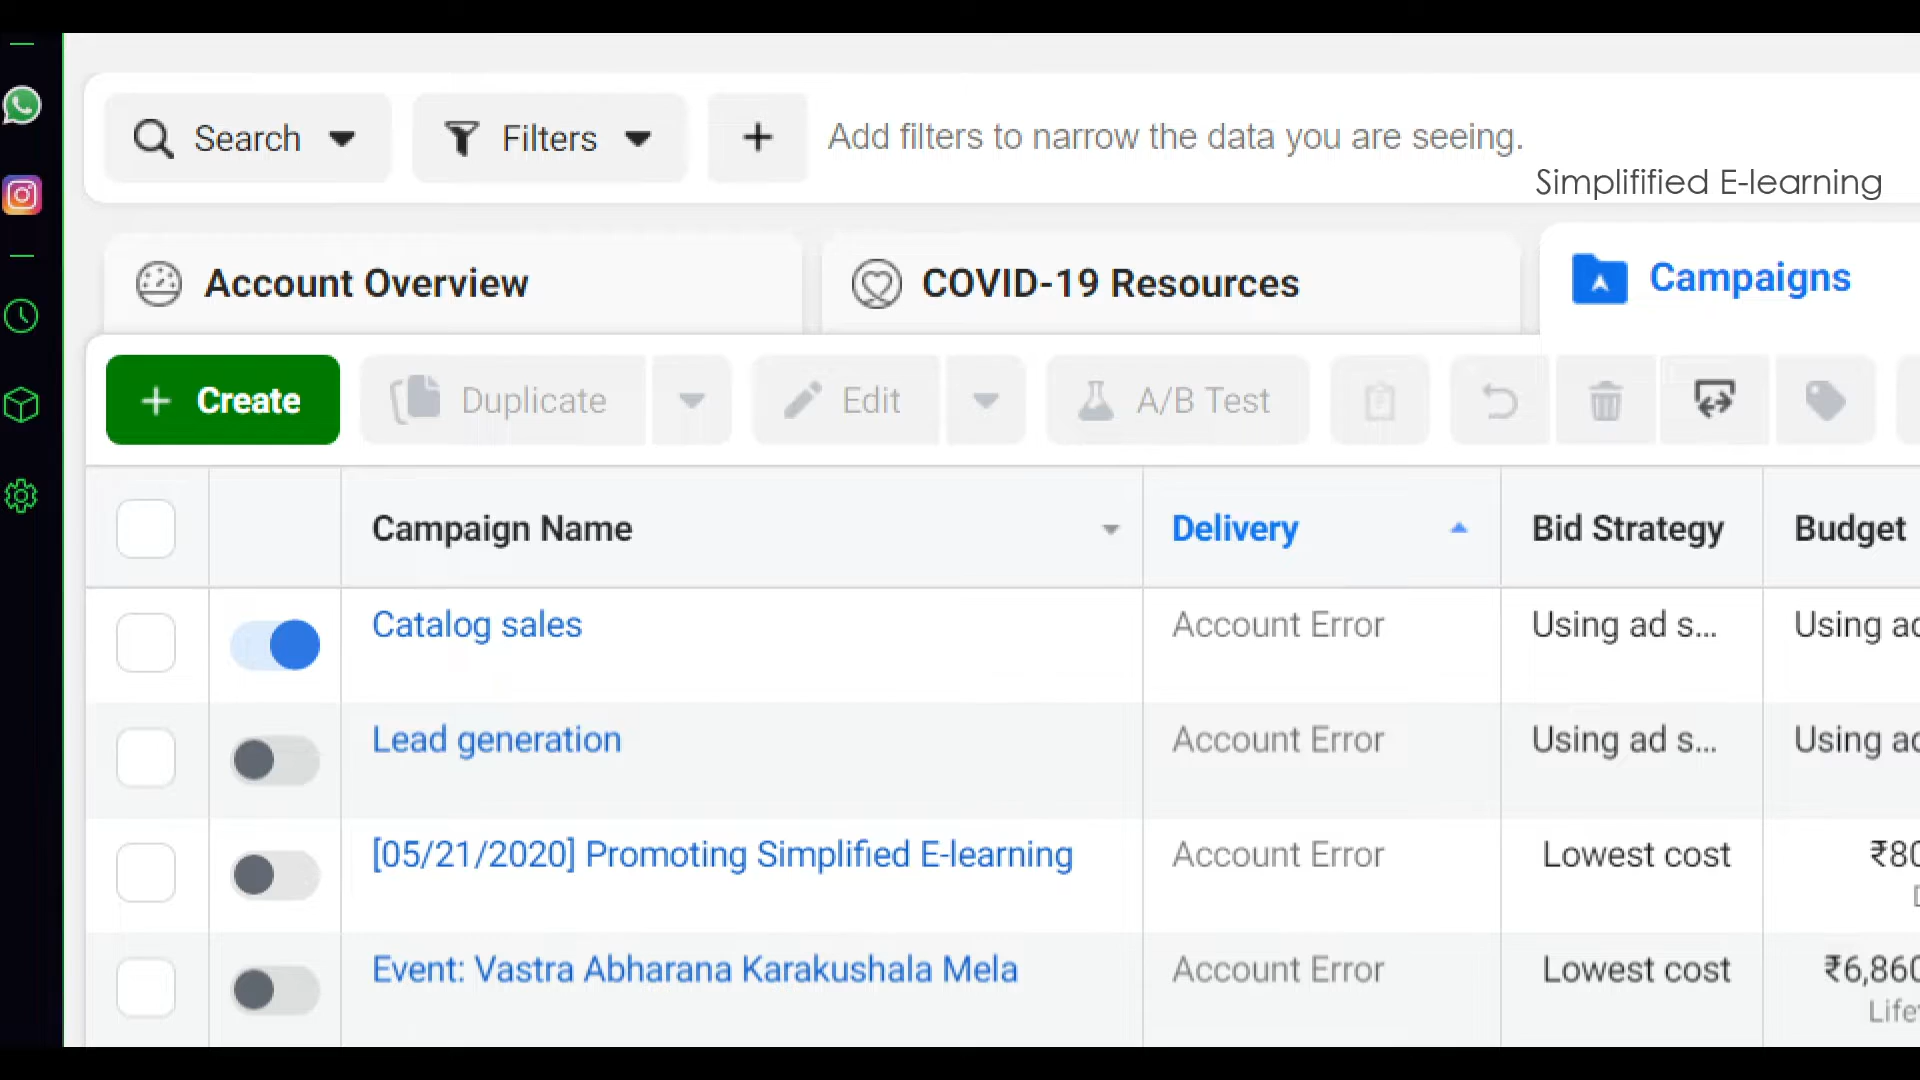 Search
Filters
+
Add filters to narrow the data you are seeing.
Simplifified E-learning
Account Overview
COVID-19 Resources
Campaigns
+ Create
Duplicate
Edit
A/B Test
Campaign Name
Delivery
Bid Strategy
Budget
Catalog sales
Account Error
Using ad s...
Using
Lead generation
Account Error
Using ad s...
Using
[05/21/2020] Promoting Simplified E-learning
Account Error
Lowest cost
Event: Vastra Abharana Karakushala Mela
Account Error
Lowest cost